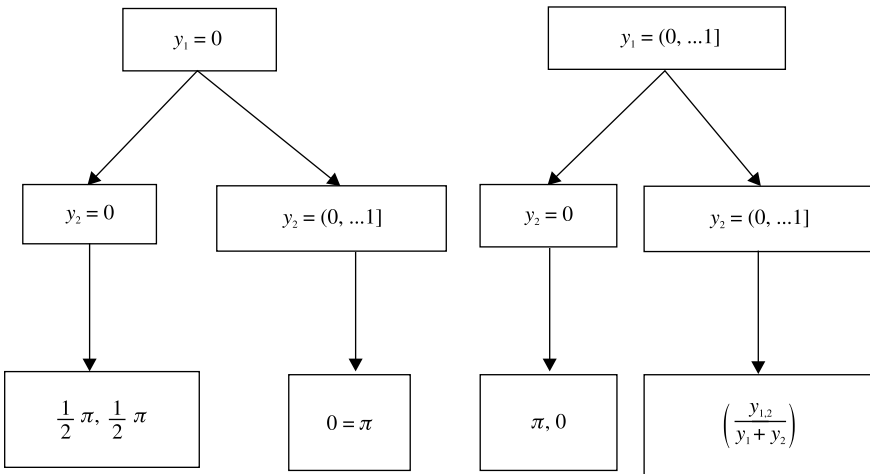 y₁ = 0
y₁ = (0, ...1]
y₂ = 0
y₂ = (0, ...1]
y₂ = 0
y₂ = (0, ...1]
1/2 π, 1/2 π
0 = π
π, 0
(y₁,₂ / y₁ + y₂)